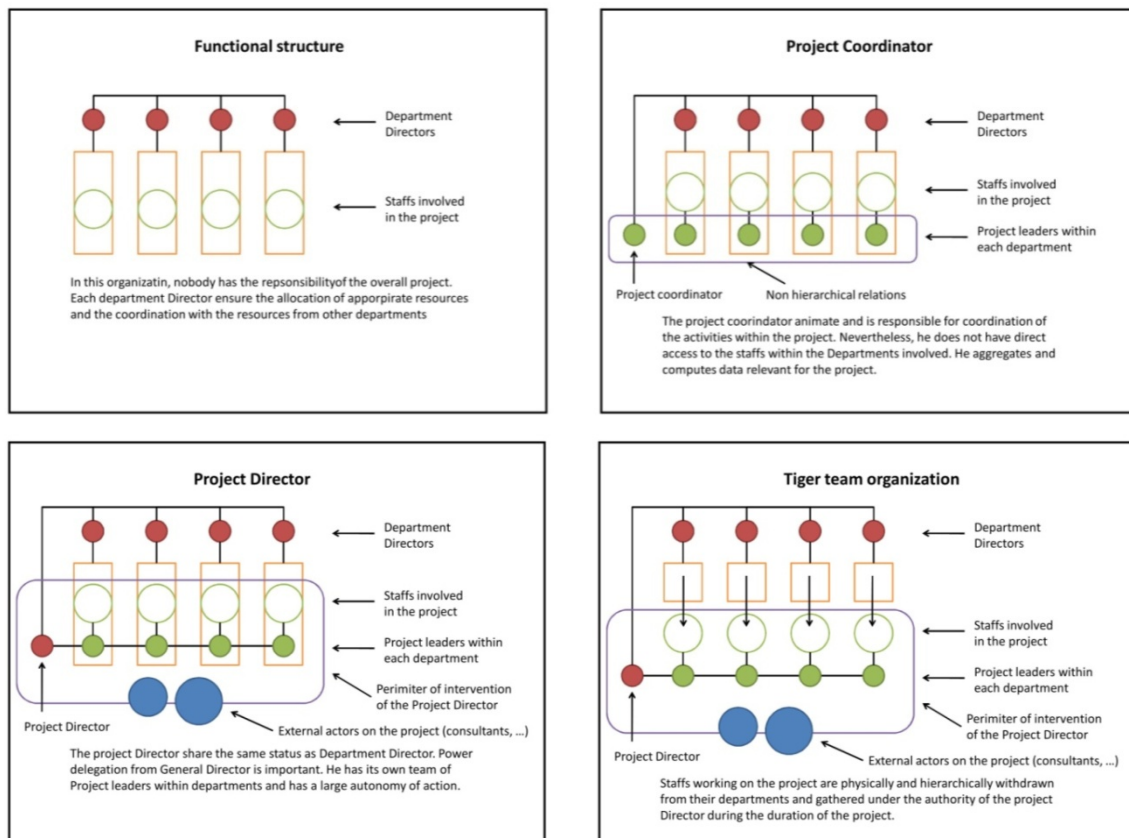 Functional structure
Department
Directors
Staffs involved
in the project
In this organizatin, nobody has the repsonsibilityof the overall project.
Each department Director ensure the allocation of apporpirate resources
and the coordination with the resources from other departments
Project Coordinator
Department
Directors
Staffs involved
in the project
Project leaders within
each department
Project coordinator
Non hierarchical relations
The project coorindator animate and is responsible for coordination of
the activities within the project. Nevertheless, he does not have direct
access to the staffs within the Departments involved. He aggregates and
computes data relevant for the project.
Project Director
Department
Directors
Staffs involved
in the project
Project leaders within
each department
Perimiter of intervention
of the Project Director
Project Director
External actors on the project (consultants, ...)
The project Director share the same status as Department Director. Power
delegation from General Director is important. He has its own team of
Project leaders within departments and has a large autonomy of action.
Tiger team organization
Department
Directors
Staffs involved
in the project
Project leaders within
each department
Perimiter of intervention
of the Project Director
Project Director
External actors on the project (consultants, ...)
Staffs working on the project are physically and hierarchically withdrawn
from their departments and gathered under the authority of the project
Director during the duration of the project.